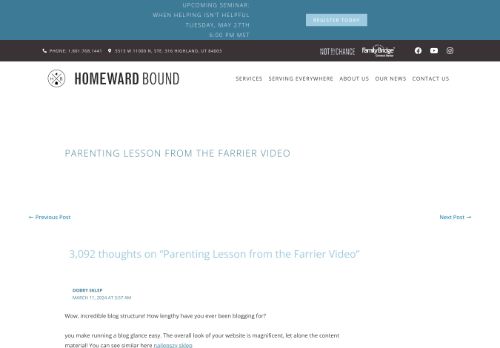 UPCOMING SEMINAR:
WHEN HELPING ISN'T HELPFUL
TUESDAY, MAY 27TH
6:00 PM MST
REGISTER TODAY
PHONE: 1.801.768.1441
5513 W 11000 N, STE. 316 HIGHLAND, UT 84003
NOT BY CHANCE
FamilyBridge
HOMEWARD BOUND
SERVICES SERVING EVERYWHERE ABOUT US OUR NEWS CONTACT US
PARENTING LESSON FROM THE FARRIER VIDEO
← Previous Post
Next Post →
3,092 thoughts on "Parenting Lesson from the Farrier Video"
DOBRY SKLEP
MARCH 11, 2024 AT 3:07 AM
Wow, incredible blog structure! How lengthy have you ever been blogging for?
you make running a blog glance easy. The overall look of your website is magnificent, let alone the content
material! You can see similar here najlepszy sklep